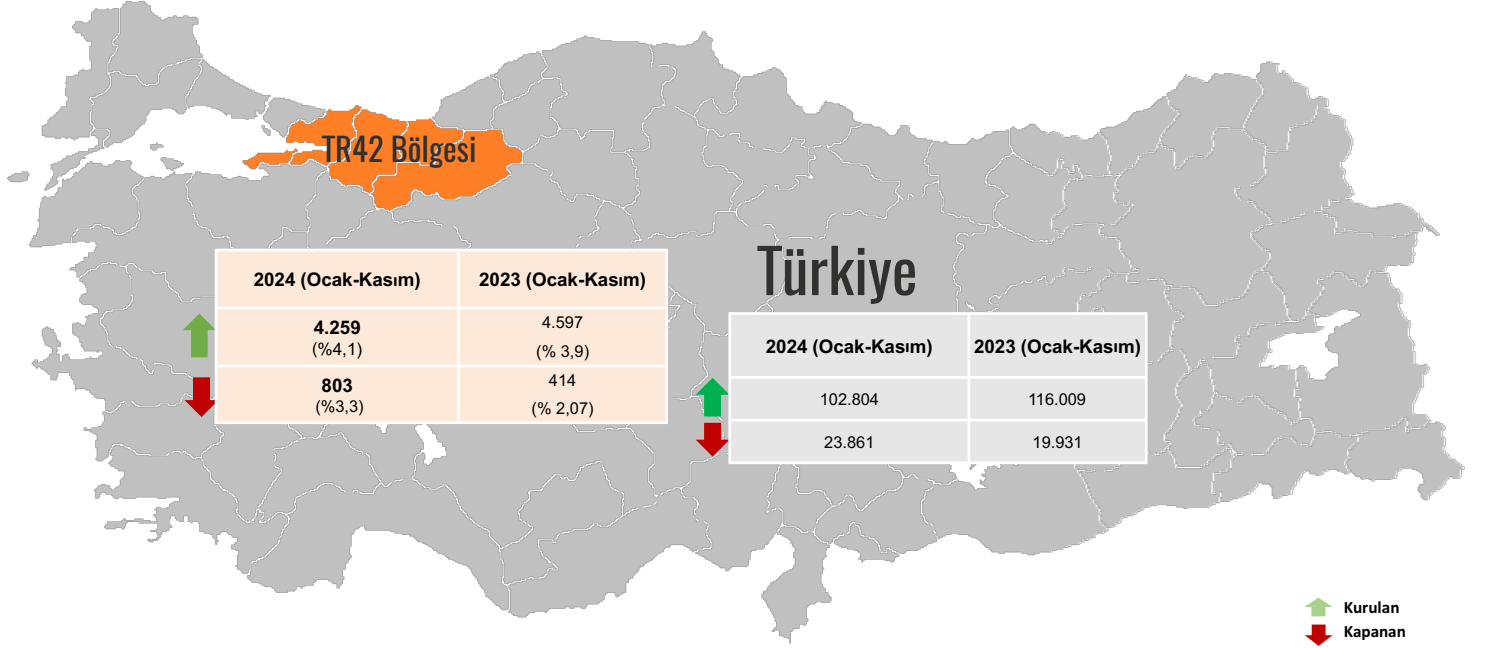 TR42 Bölgesi
2024 (Ocak-Kasım) 2023 (Ocak-Kasım)
4.259 4.597
(%4,1) (% 3,9)
803 414
(%3,3) (% 2,07)
Türkiye
2024 (Ocak-Kasım) 2023 (Ocak-Kasım)
102.804 116.009
23.861 19.931
Kurulan
Kapanan